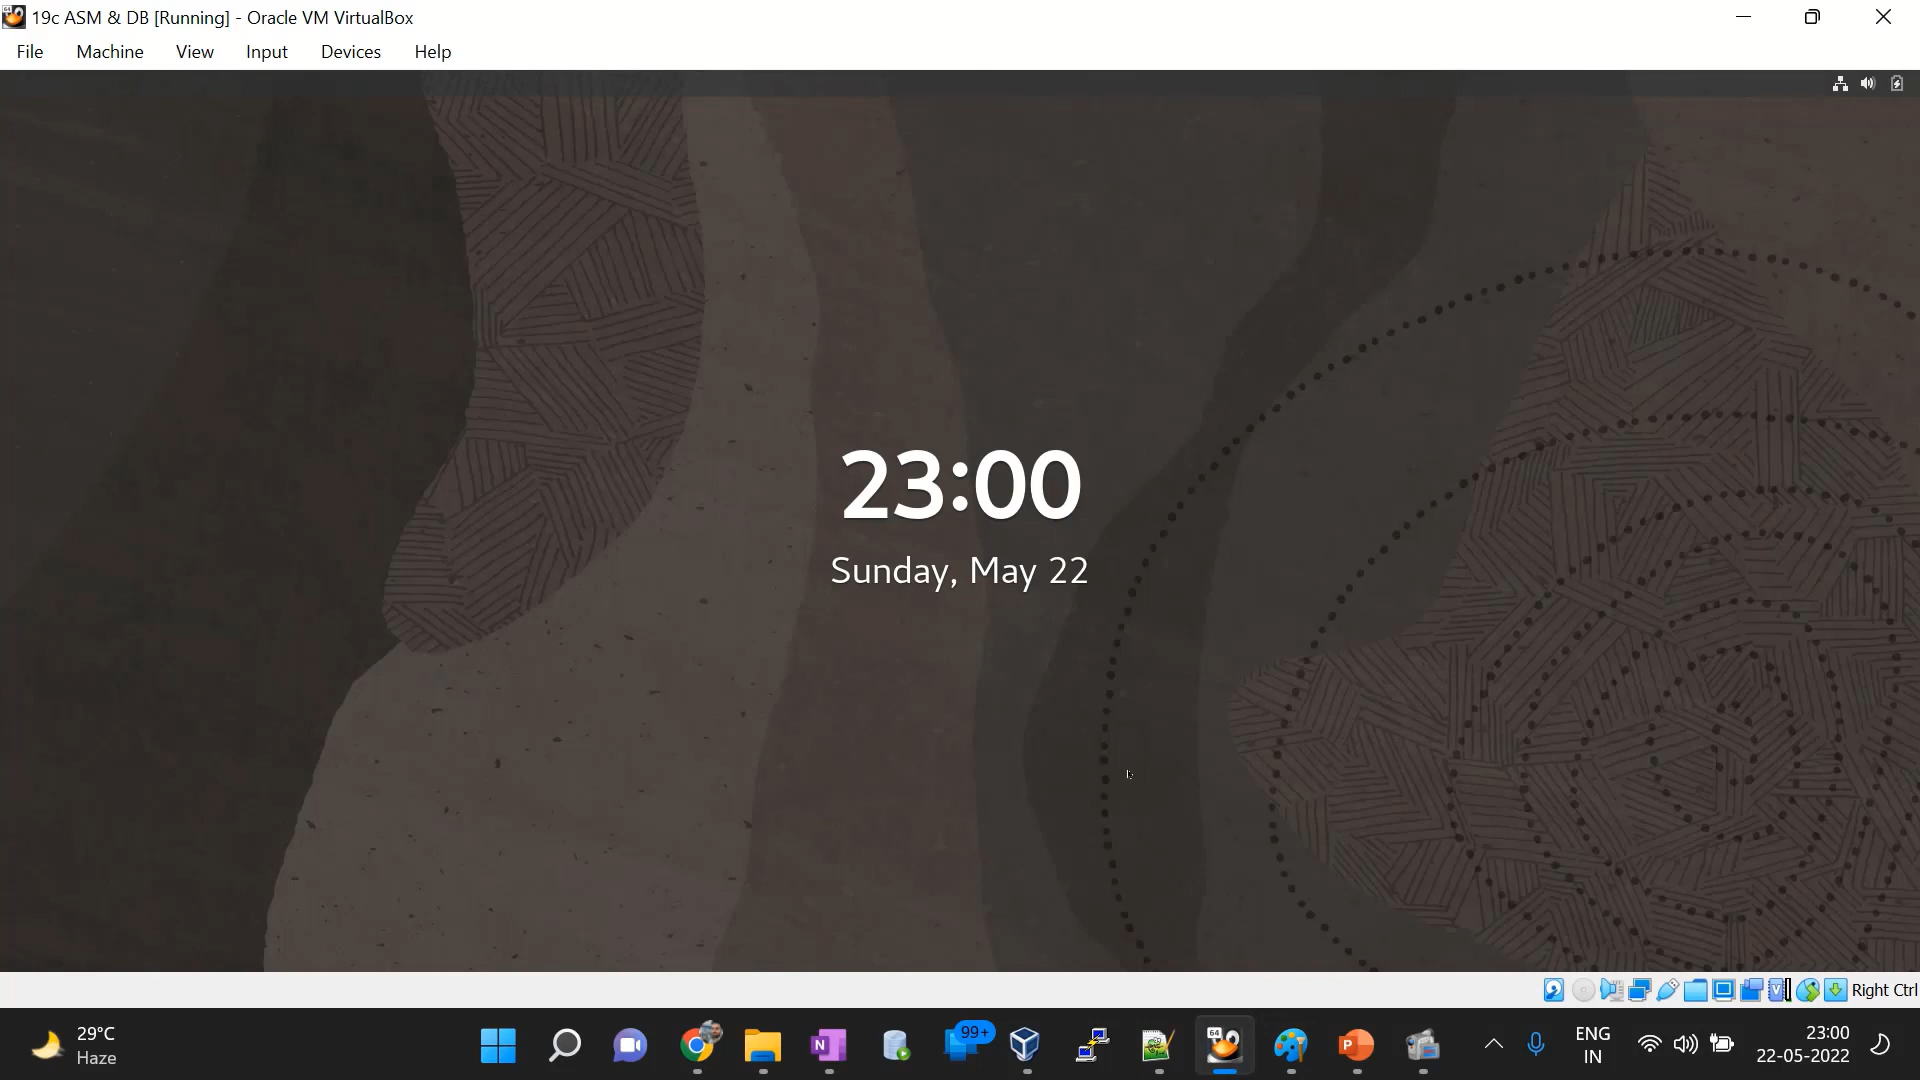 19c ASM & DB [Running] - Oracle VM VirtualBox
File Machine View Input Devices Help
23:00
Sunday, May 22
Right Ctrl
29°C
Haze
99+
ENG
IN
23:00
22-05-2022